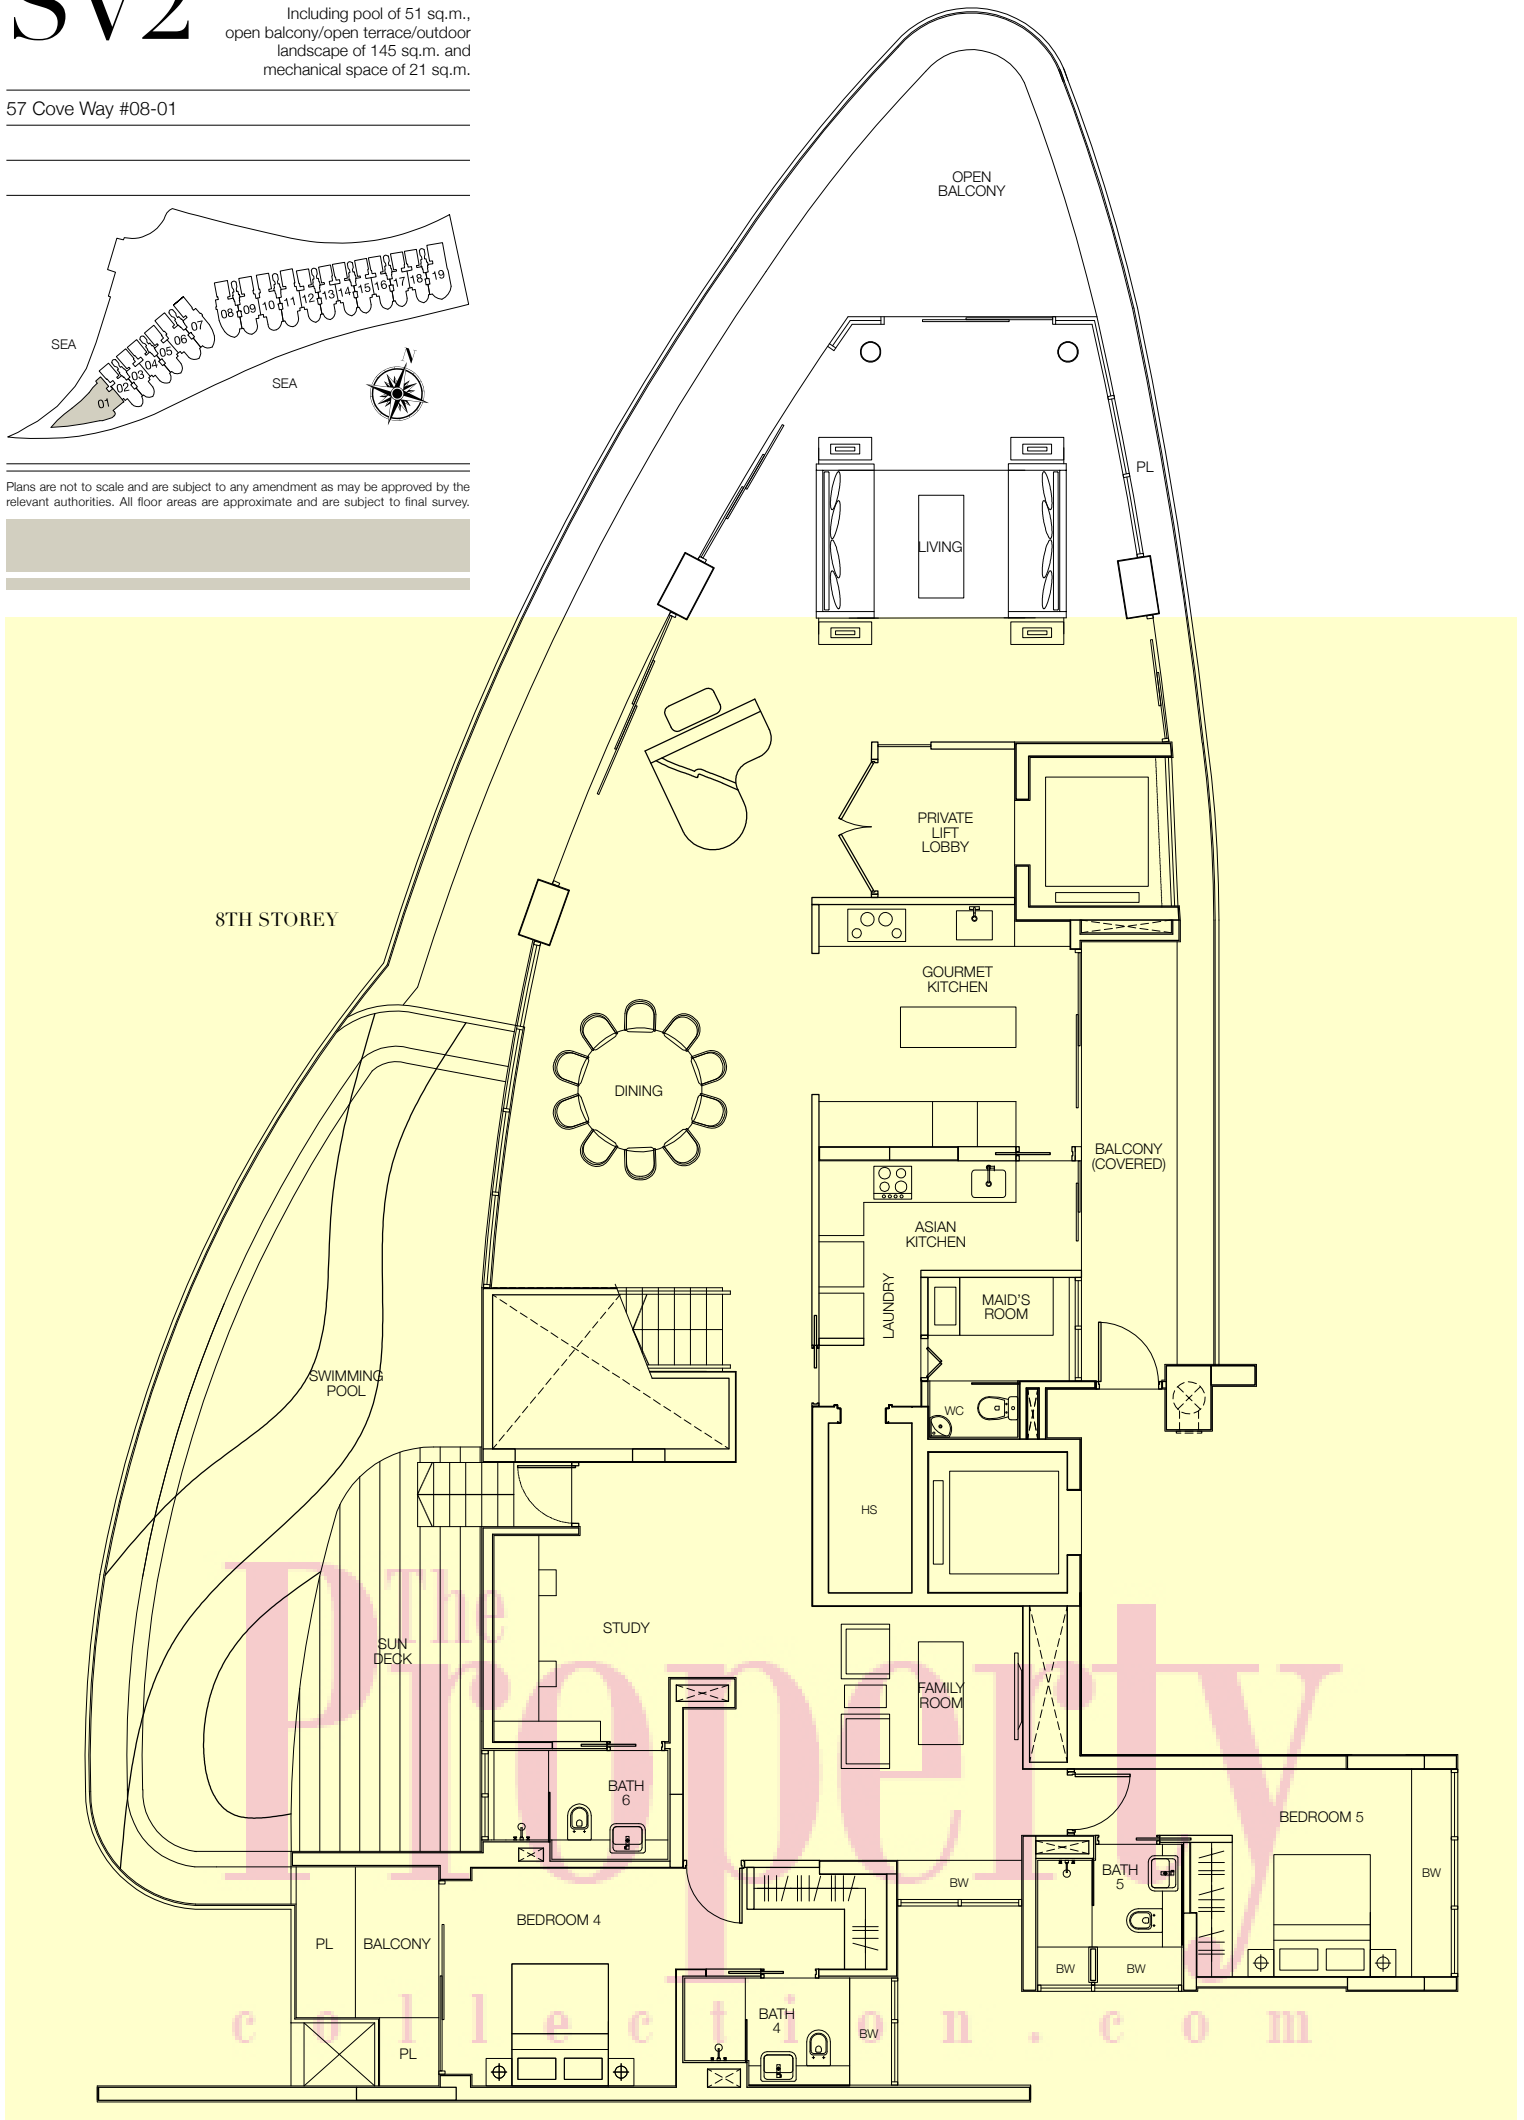 SV2
Including pool of 51 sq.m.,
open balcony/open terrace/outdoor
landscape of 145 sq.m. and
mechanical space of 21 sq.m.
57 Cove Way #08-01
SEA
SEA
N
01
02
03
04
05
06
07
08
09
10
11
12
13
14
15
16
17
18
19
Plans are not to scale and are subject to any amendment as may be approved by the
relevant authorities. All floor areas are approximate and are subject to final survey.
8TH STOREY
OPEN
BALCONY
PL
LIVING
PRIVATE
LIFT
LOBBY
GOURMET
KITCHEN
DINING
BALCONY
(COVERED)
ASIAN
KITCHEN
LAUNDRY
MAID'S
ROOM
WC
SWIMMING
POOL
HS
SUN
DECK
STUDY
FAMILY
ROOM
BATH
6
BEDROOM 5
BATH
5
BW
BW
BW
BW
BEDROOM 4
PL
BALCONY
BATH
4
BW
PL
The
Property
collection.com